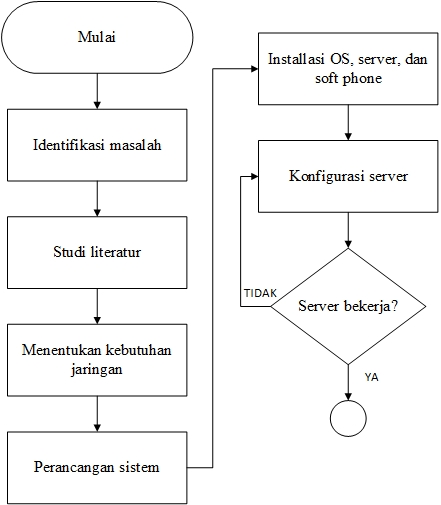 Mulai
Identifikasi masalah
Studi literatur
Menentukan kebutuhan
jaringan
Perancangan sistem
Installasi OS, server, dan
soft phone
Konfigurasi server
Server bekerja?
TIDAK
YA